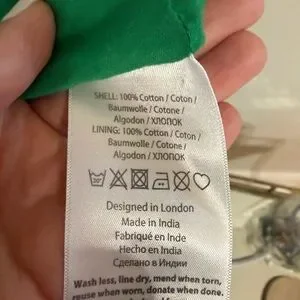 SHELL: 100% Cotton / Coton /
Baumwolle / Cotone /
Algodon / ХЛОПОК
LINING: 100% Cotton / Coton /
Baumwolle / Cotone /
Algodon / ХЛОПОК
30°
Designed in London
Made in India
Fabriqué en Inde
Hecho en India
Сделано в Индии
Wash less, line dry, mend when torn,
reuse when worn, donate when done.